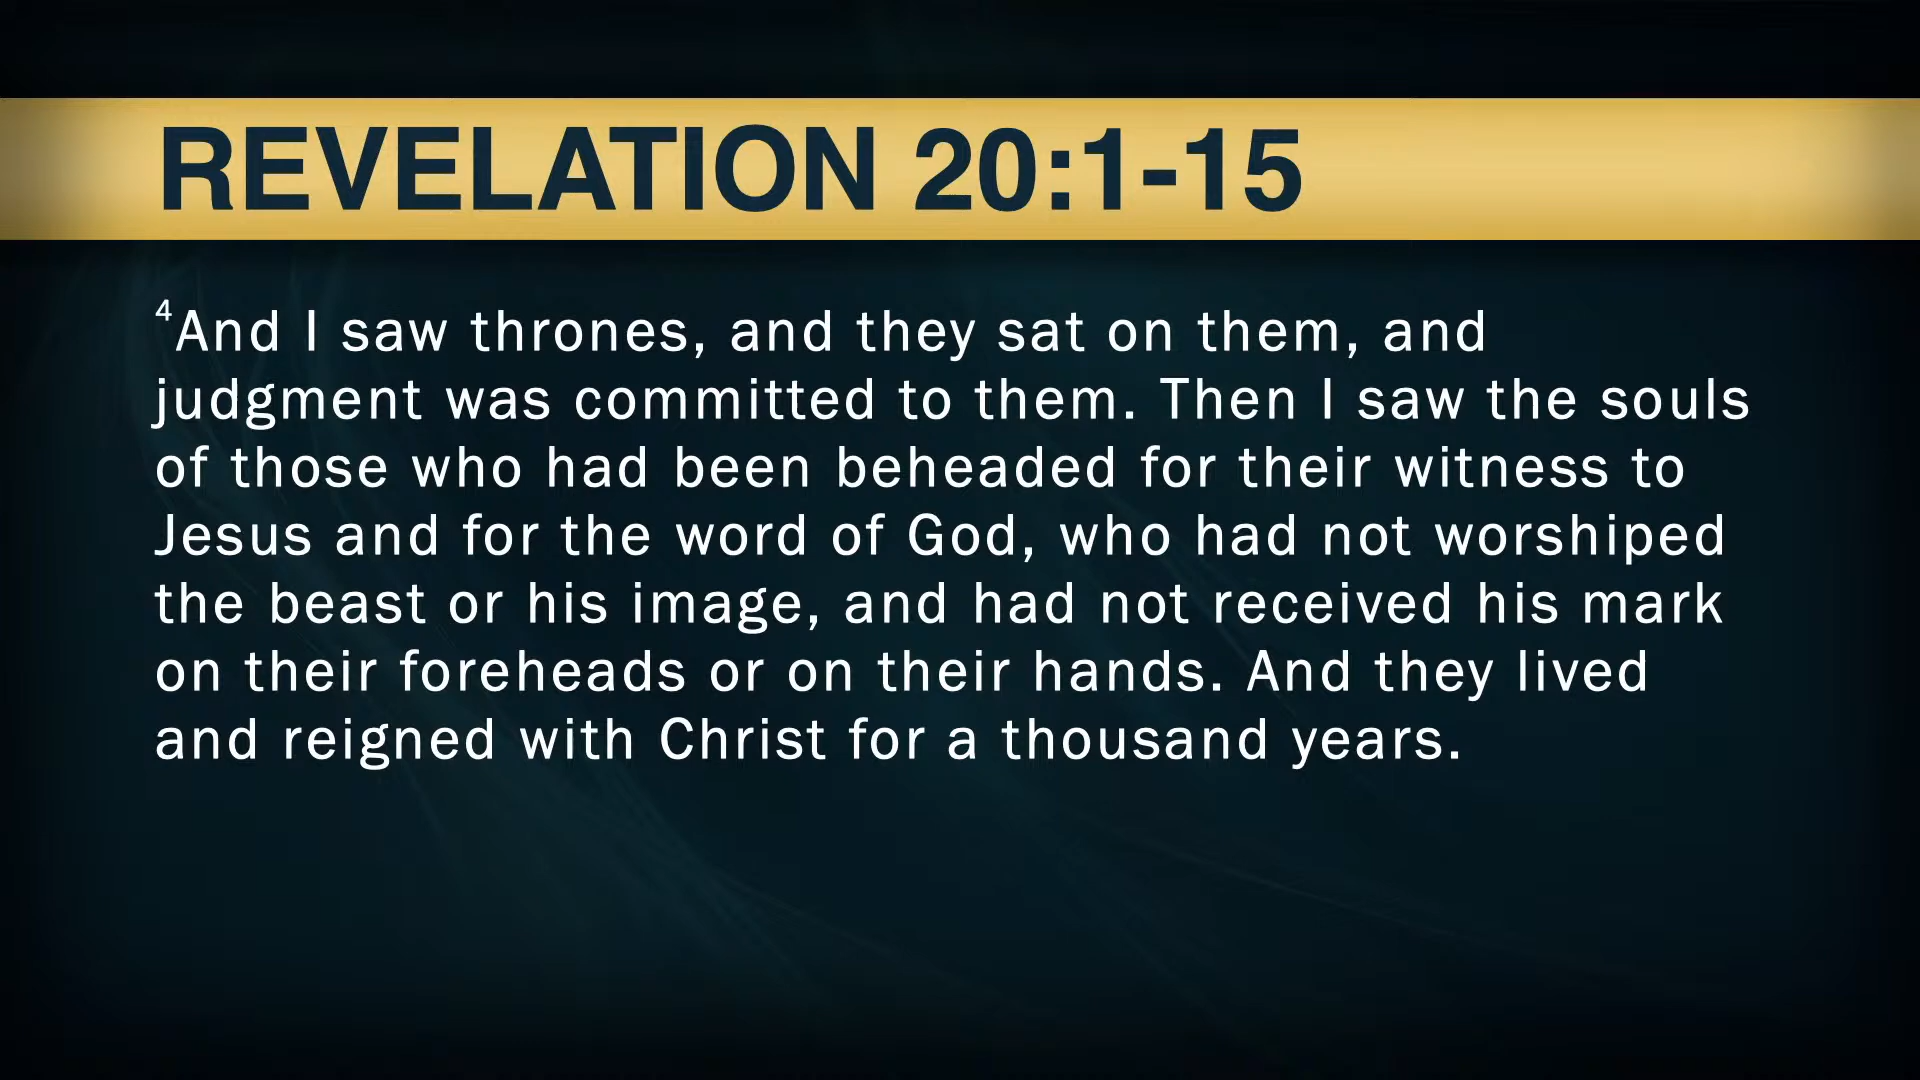 REVELATION 20:1-15
⁴And I saw thrones, and they sat on them, and
judgment was committed to them. Then I saw the souls
of those who had been beheaded for their witness to
Jesus and for the word of God, who had not worshiped
the beast or his image, and had not received his mark
on their foreheads or on their hands. And they lived
and reigned with Christ for a thousand years.